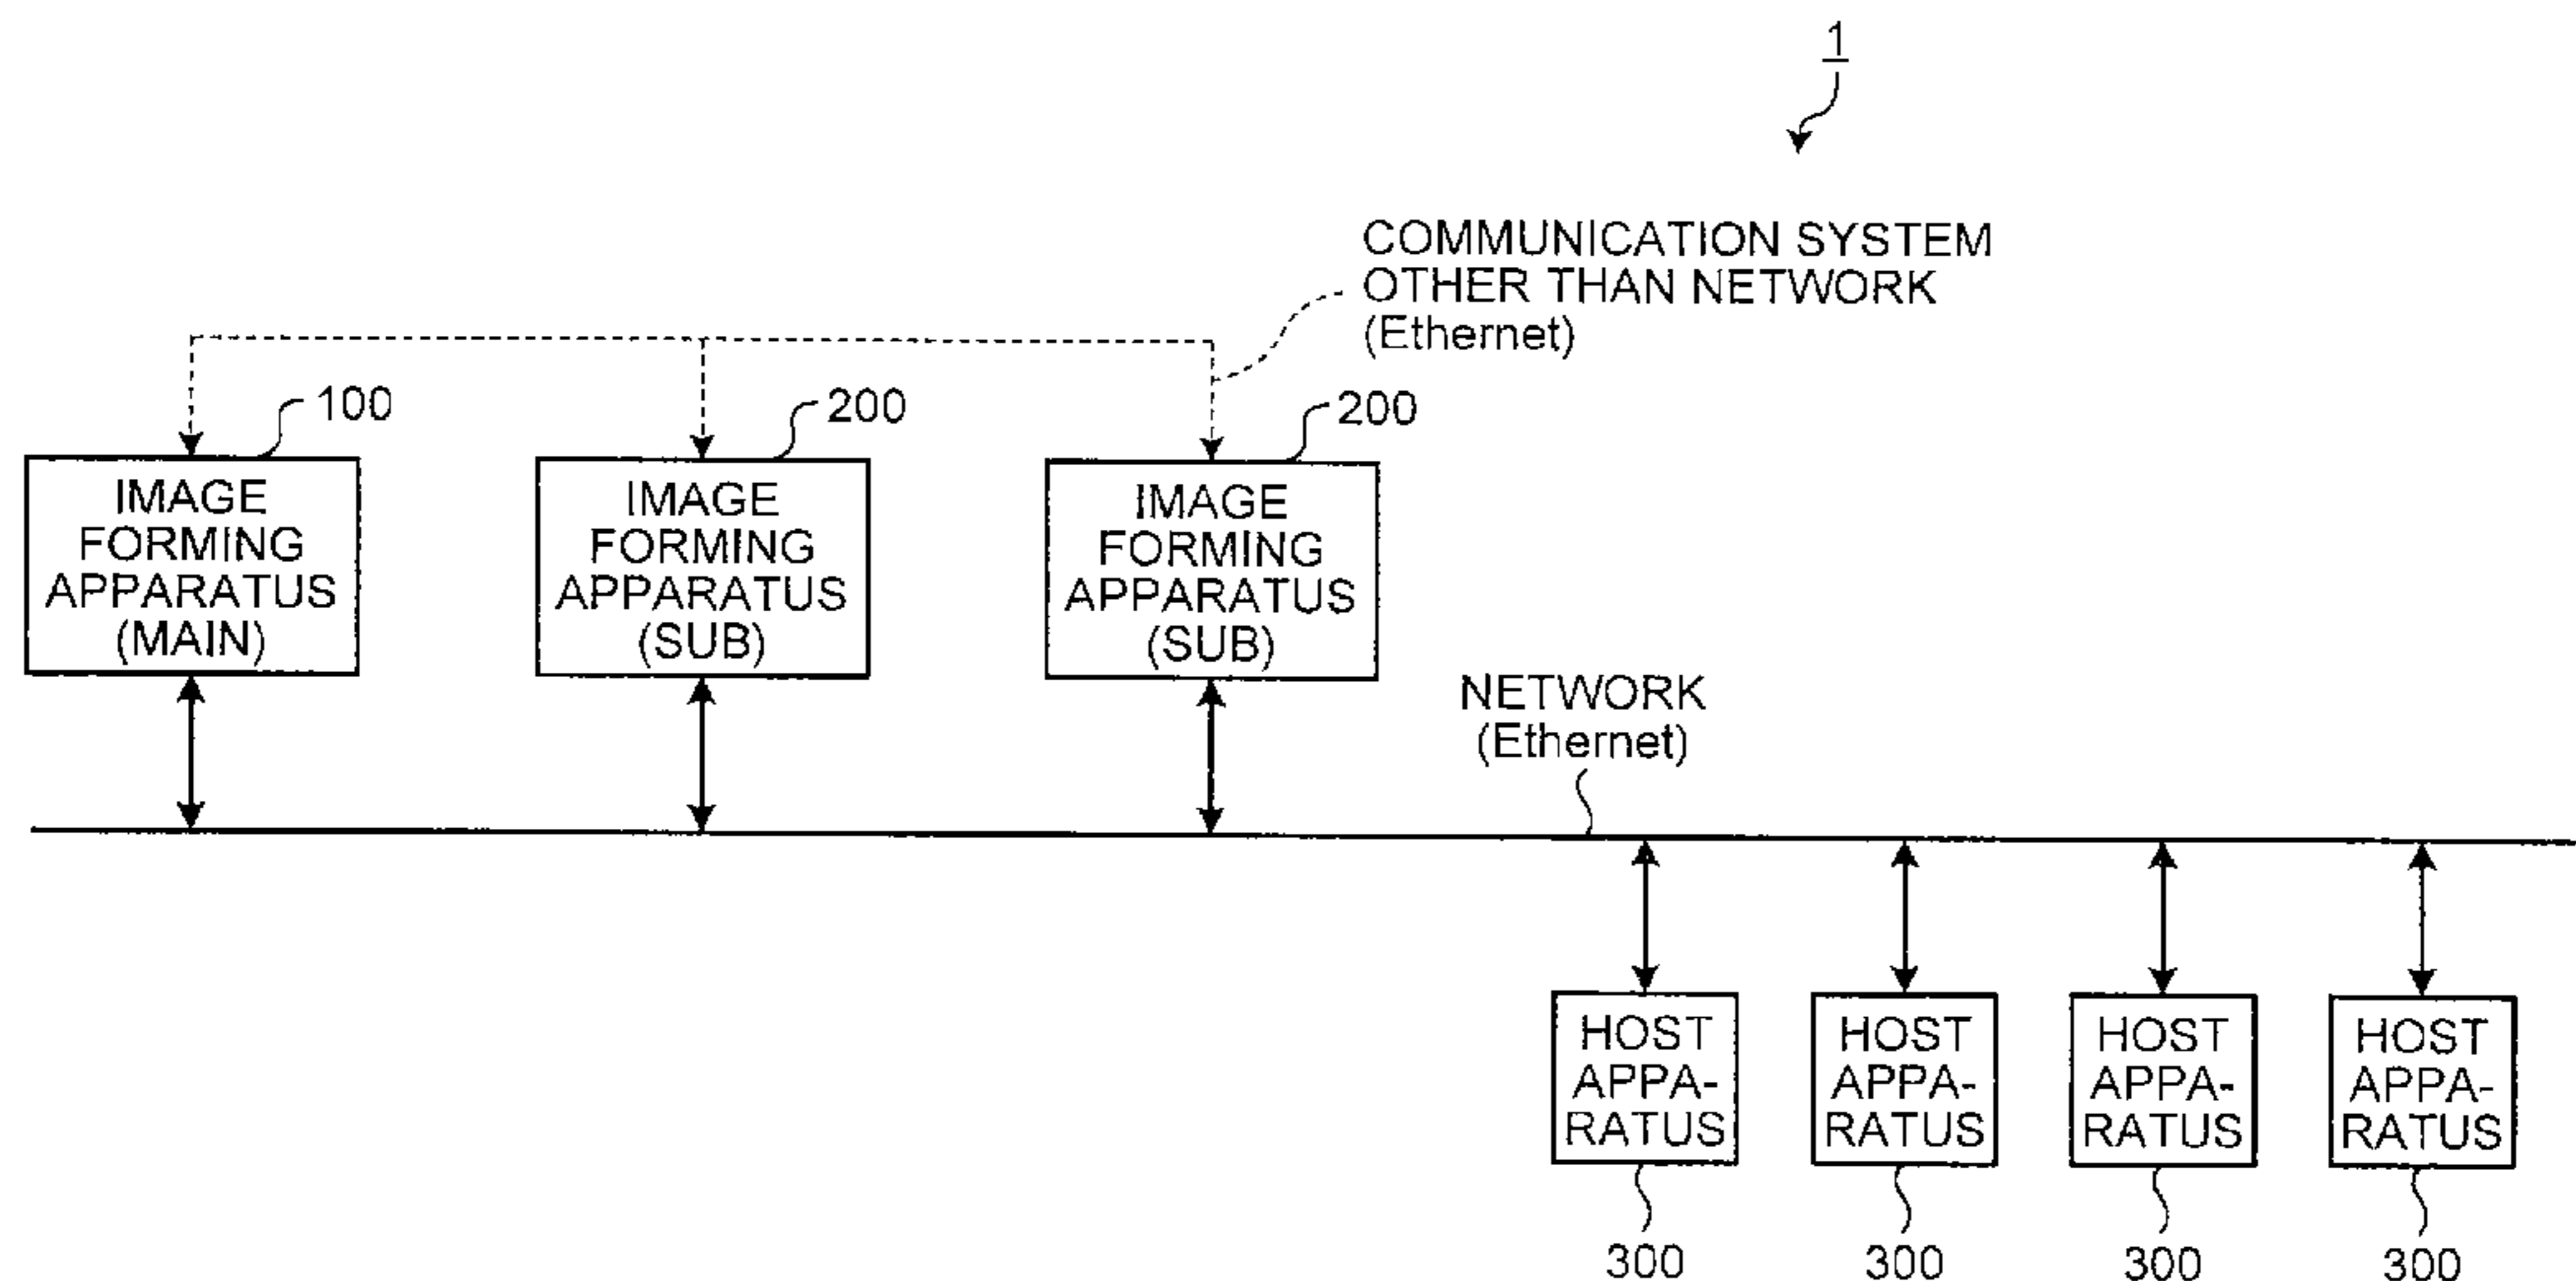 1
COMMUNICATION SYSTEM
OTHER THAN NETWORK
(Ethernet)
100
200
200
IMAGE
FORMING
APPARATUS
(MAIN)
IMAGE
FORMING
APPARATUS
(SUB)
IMAGE
FORMING
APPARATUS
(SUB)
NETWORK
(Ethernet)
HOST
APPA-
RATUS
HOST
APPA-
RATUS
HOST
APPA-
RATUS
HOST
APPA-
RATUS
300
300
300
300